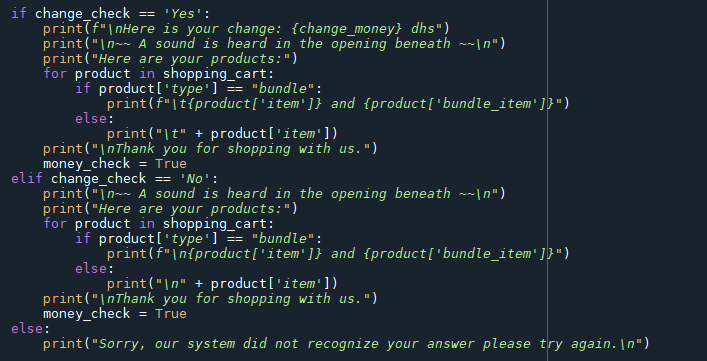 if change_check == 'Yes':
    print(f"\nHere is your change: {change_money} dhs")
    print("\n~~ A sound is heard in the opening beneath ~~\n")
    print("Here are your products:")
    for product in shopping_cart:
        if product['type'] == "bundle":
            print(f"\t{product['item']} and {product['bundle_item']}")
        else:
            print("\t" + product['item'])
    print("\nThank you for shopping with us.")
    money_check = True
elif change_check == 'No':
    print("\n~~ A sound is heard in the opening beneath ~~\n")
    print("Here are your products:")
    for product in shopping_cart:
        if product['type'] == "bundle":
            print(f"\n{product['item']} and {product['bundle_item']}")
        else:
            print("\n" + product['item'])
    print("\nThank you for shopping with us.")
    money_check = True
else:
    print("Sorry, our system did not recognize your answer please try again.\n")